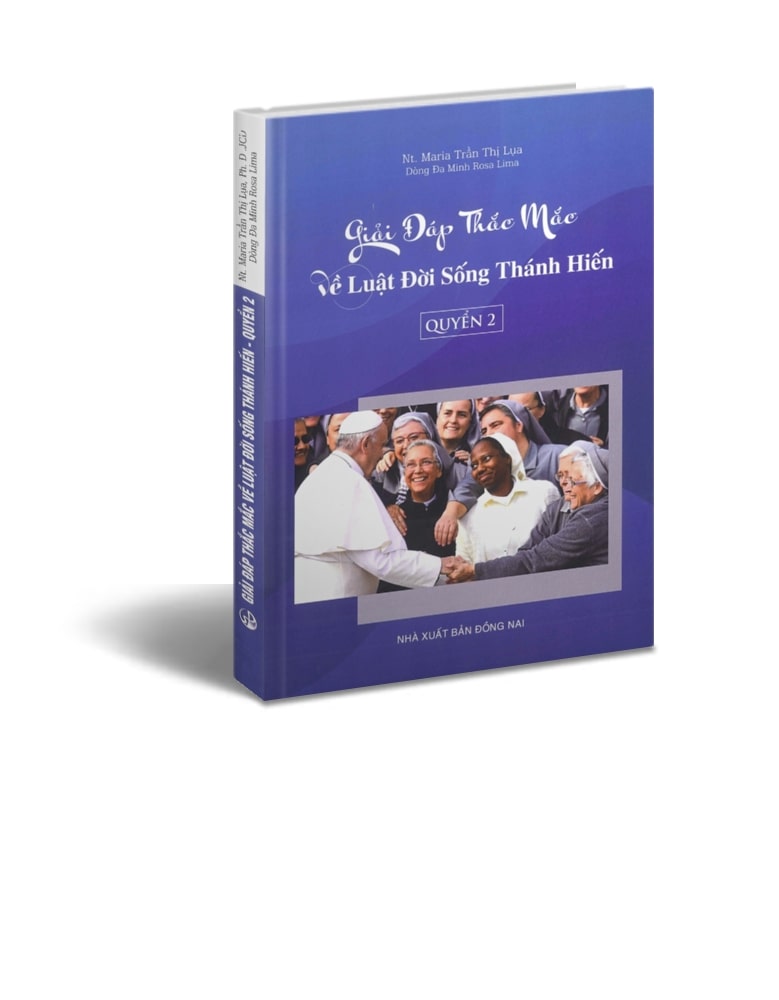 Nt. Maria Trần Thị Lụa, Ph. D JCD
Dòng Đa Minh Rosa Lima
GIẢI ĐÁP THẮC MẮC VỀ LUẬT ĐỜI SỐNG THÁNH HIẾN - QUYỂN 2
Nt. Maria Trần Thị Lụa
Dòng Đa Minh Rosa Lima
Giải Đáp Thắc Mắc
Về Luật Đời Sống Thánh Hiến
QUYỂN 2
NHÀ XUẤT BẢN ĐỒNG NAI